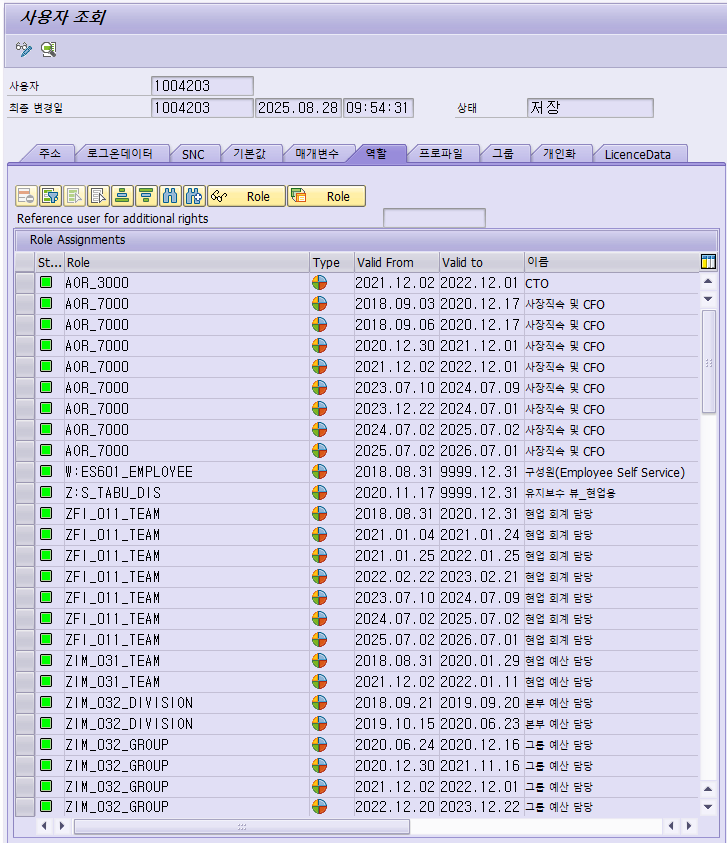 사용자 조회
사용자 1004203
최종 변경일 1004203 2025.08.28 09:54:31 상태 저장
주소 로그온데이터 SNC 기본값 매개변수 역할 프로파일 그룹 개인화 LicenceData
Role Role
Reference user for additional rights
Role Assignments
St... Role Type Valid From Valid to 이름
AOR_3000 2021.12.02 2022.12.01 CTO
AOR_7000 2018.09.03 2020.12.17 사장직속 및 CFO
AOR_7000 2018.09.06 2020.12.17 사장직속 및 CFO
AOR_7000 2020.12.30 2021.12.01 사장직속 및 CFO
AOR_7000 2021.12.02 2022.12.01 사장직속 및 CFO
AOR_7000 2023.07.10 2024.07.09 사장직속 및 CFO
AOR_7000 2023.12.22 2024.07.01 사장직속 및 CFO
AOR_7000 2024.07.02 2025.07.02 사장직속 및 CFO
AOR_7000 2025.07.02 2026.07.01 사장직속 및 CFO
W:ES601_EMPLOYEE 2018.08.31 9999.12.31 구성원(Employee Self Service)
Z:S_TABU_DIS 2020.11.17 9999.12.31 유지보수 뷰_현업용
ZFI_011_TEAM 2018.08.31 2020.12.31 현업 회계 담당
ZFI_011_TEAM 2021.01.04 2021.01.24 현업 회계 담당
ZFI_011_TEAM 2021.01.25 2022.01.25 현업 회계 담당
ZFI_011_TEAM 2022.02.22 2023.02.21 현업 회계 담당
ZFI_011_TEAM 2023.07.10 2024.07.09 현업 회계 담당
ZFI_011_TEAM 2024.07.02 2025.07.02 현업 회계 담당
ZFI_011_TEAM 2025.07.02 2026.07.01 현업 회계 담당
ZIM_031_TEAM 2018.08.31 2020.01.29 현업 예산 담당
ZIM_031_TEAM 2021.12.02 2022.01.11 현업 예산 담당
ZIM_032_DIVISION 2018.09.21 2019.09.20 본부 예산 담당
ZIM_032_DIVISION 2019.10.15 2020.06.23 본부 예산 담당
ZIM_032_GROUP 2020.06.24 2020.12.16 그룹 예산 담당
ZIM_032_GROUP 2020.12.30 2021.11.16 그룹 예산 담당
ZIM_032_GROUP 2021.12.02 2022.12.01 그룹 예산 담당
ZIM_032_GROUP 2022.12.20 2023.12.22 그룹 예산 담당